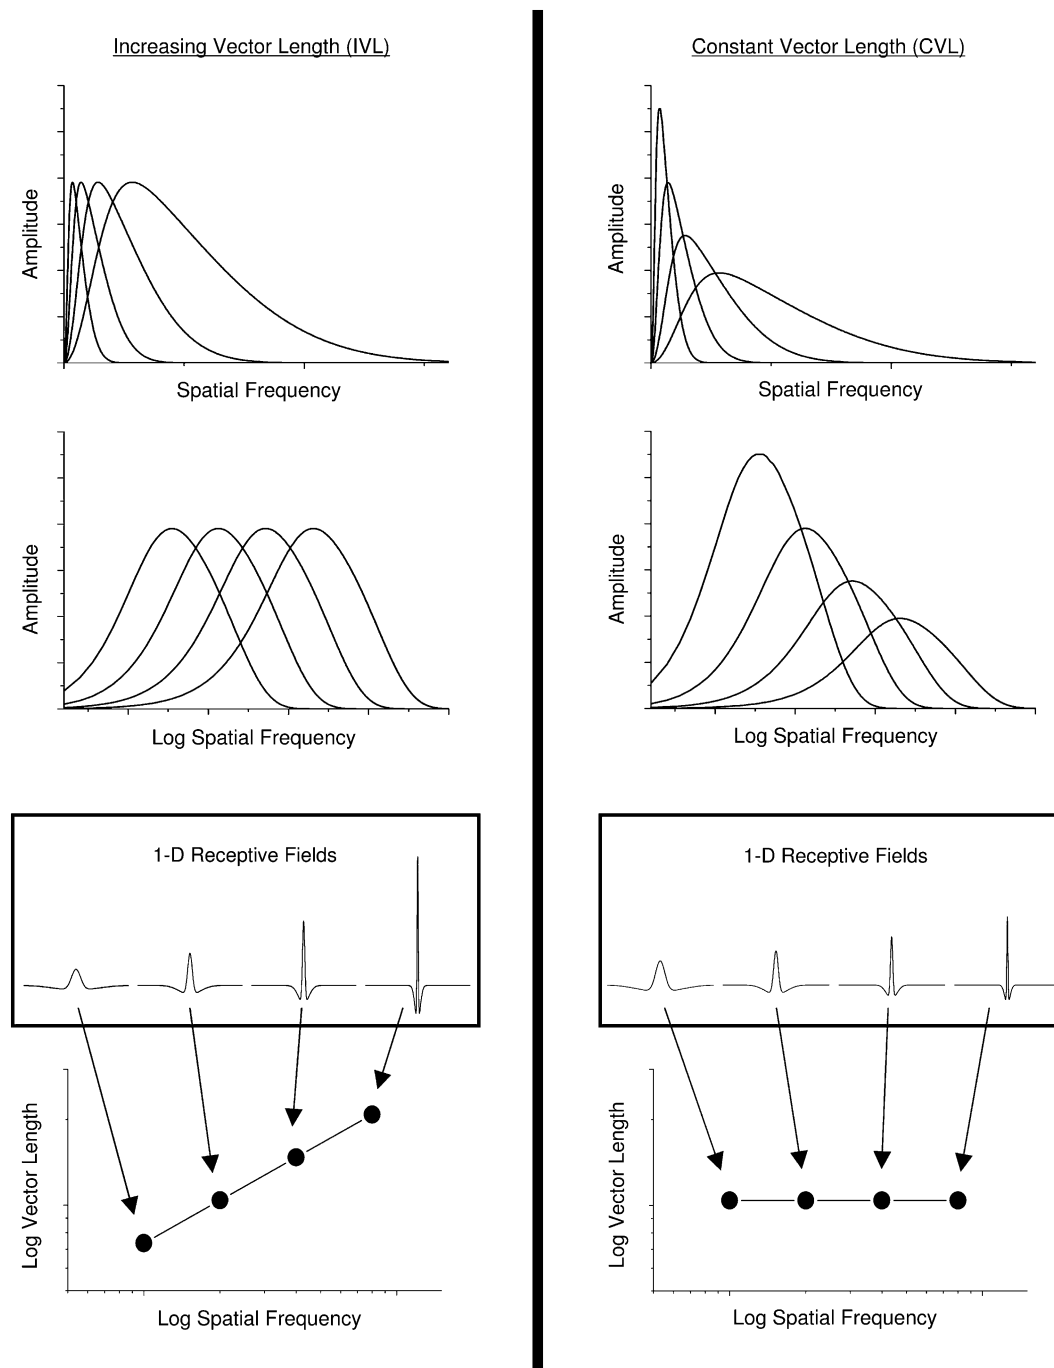 Increasing Vector Length (IVL)
Amplitude
Spatial Frequency
Amplitude
Log Spatial Frequency
1-D Receptive Fields
Log Vector Length
Log Spatial Frequency
Constant Vector Length (CVL)
Amplitude
Spatial Frequency
Amplitude
Log Spatial Frequency
1-D Receptive Fields
Log Vector Length
Log Spatial Frequency